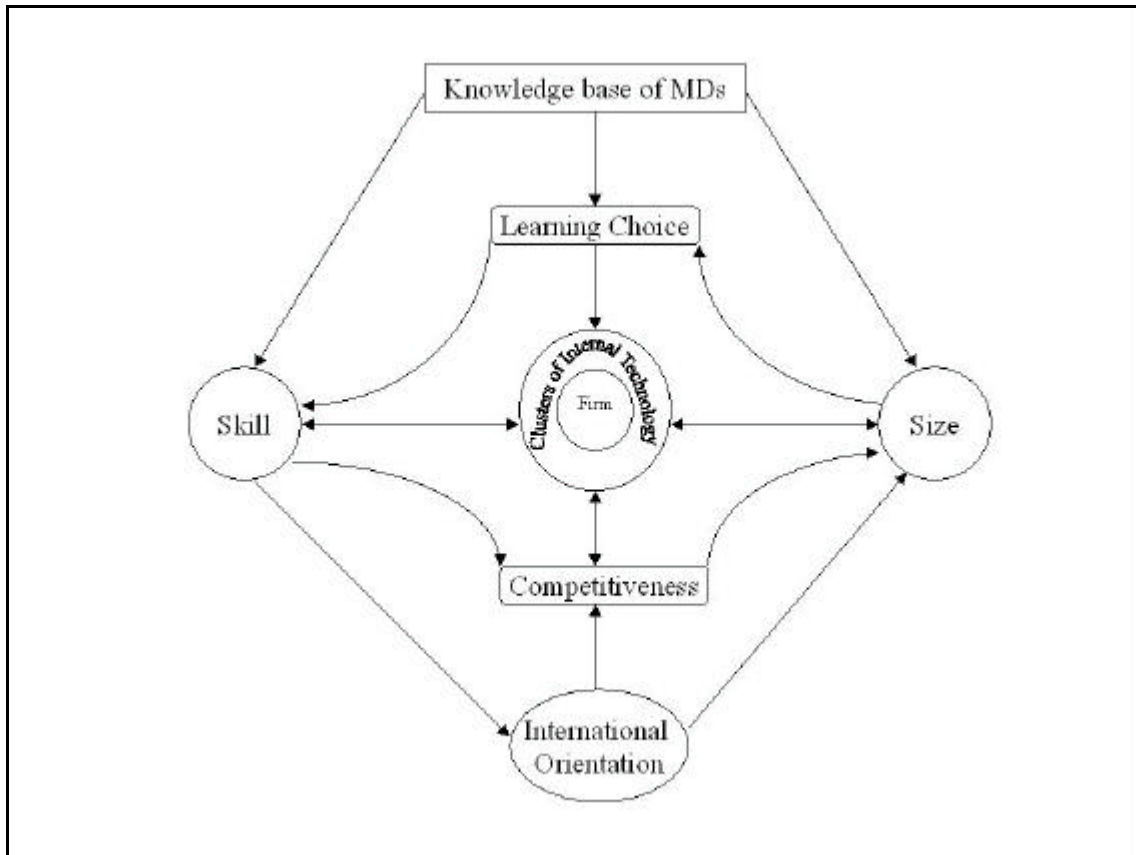 Knowledge base of MDs
Learning Choice
Clusters of Internal Technology
Firm
Skill
Size
Competitiveness
International
Orientation